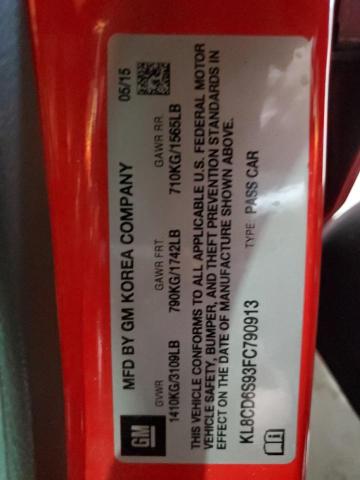 MFD BY GM KOREA COMPANY 05/15
GVWR GAWR FRT GAWR RR.
1410KG/3109LB 790KG/1742LB 710KG/1565LB
THIS VEHICLE CONFORMS TO ALL APPLICABLE U.S. FEDERAL MOTOR
VEHICLE SAFETY, BUMPER, AND THEFT PREVENTION STANDARDS IN
EFFECT ON THE DATE OF MANUFACTURE SHOWN ABOVE.
KL8CD6S93FC790913 TYPE: PASS CAR
GM